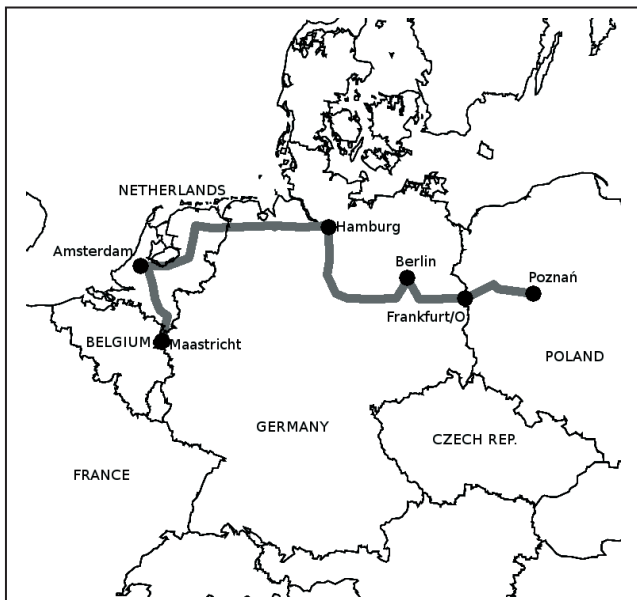 NETHERLANDS
Hamburg
Amsterdam
Berlin
Poznań
Frankfurt/O
BELGIUM
Maastricht
POLAND
GERMANY
CZECH REP.
FRANCE